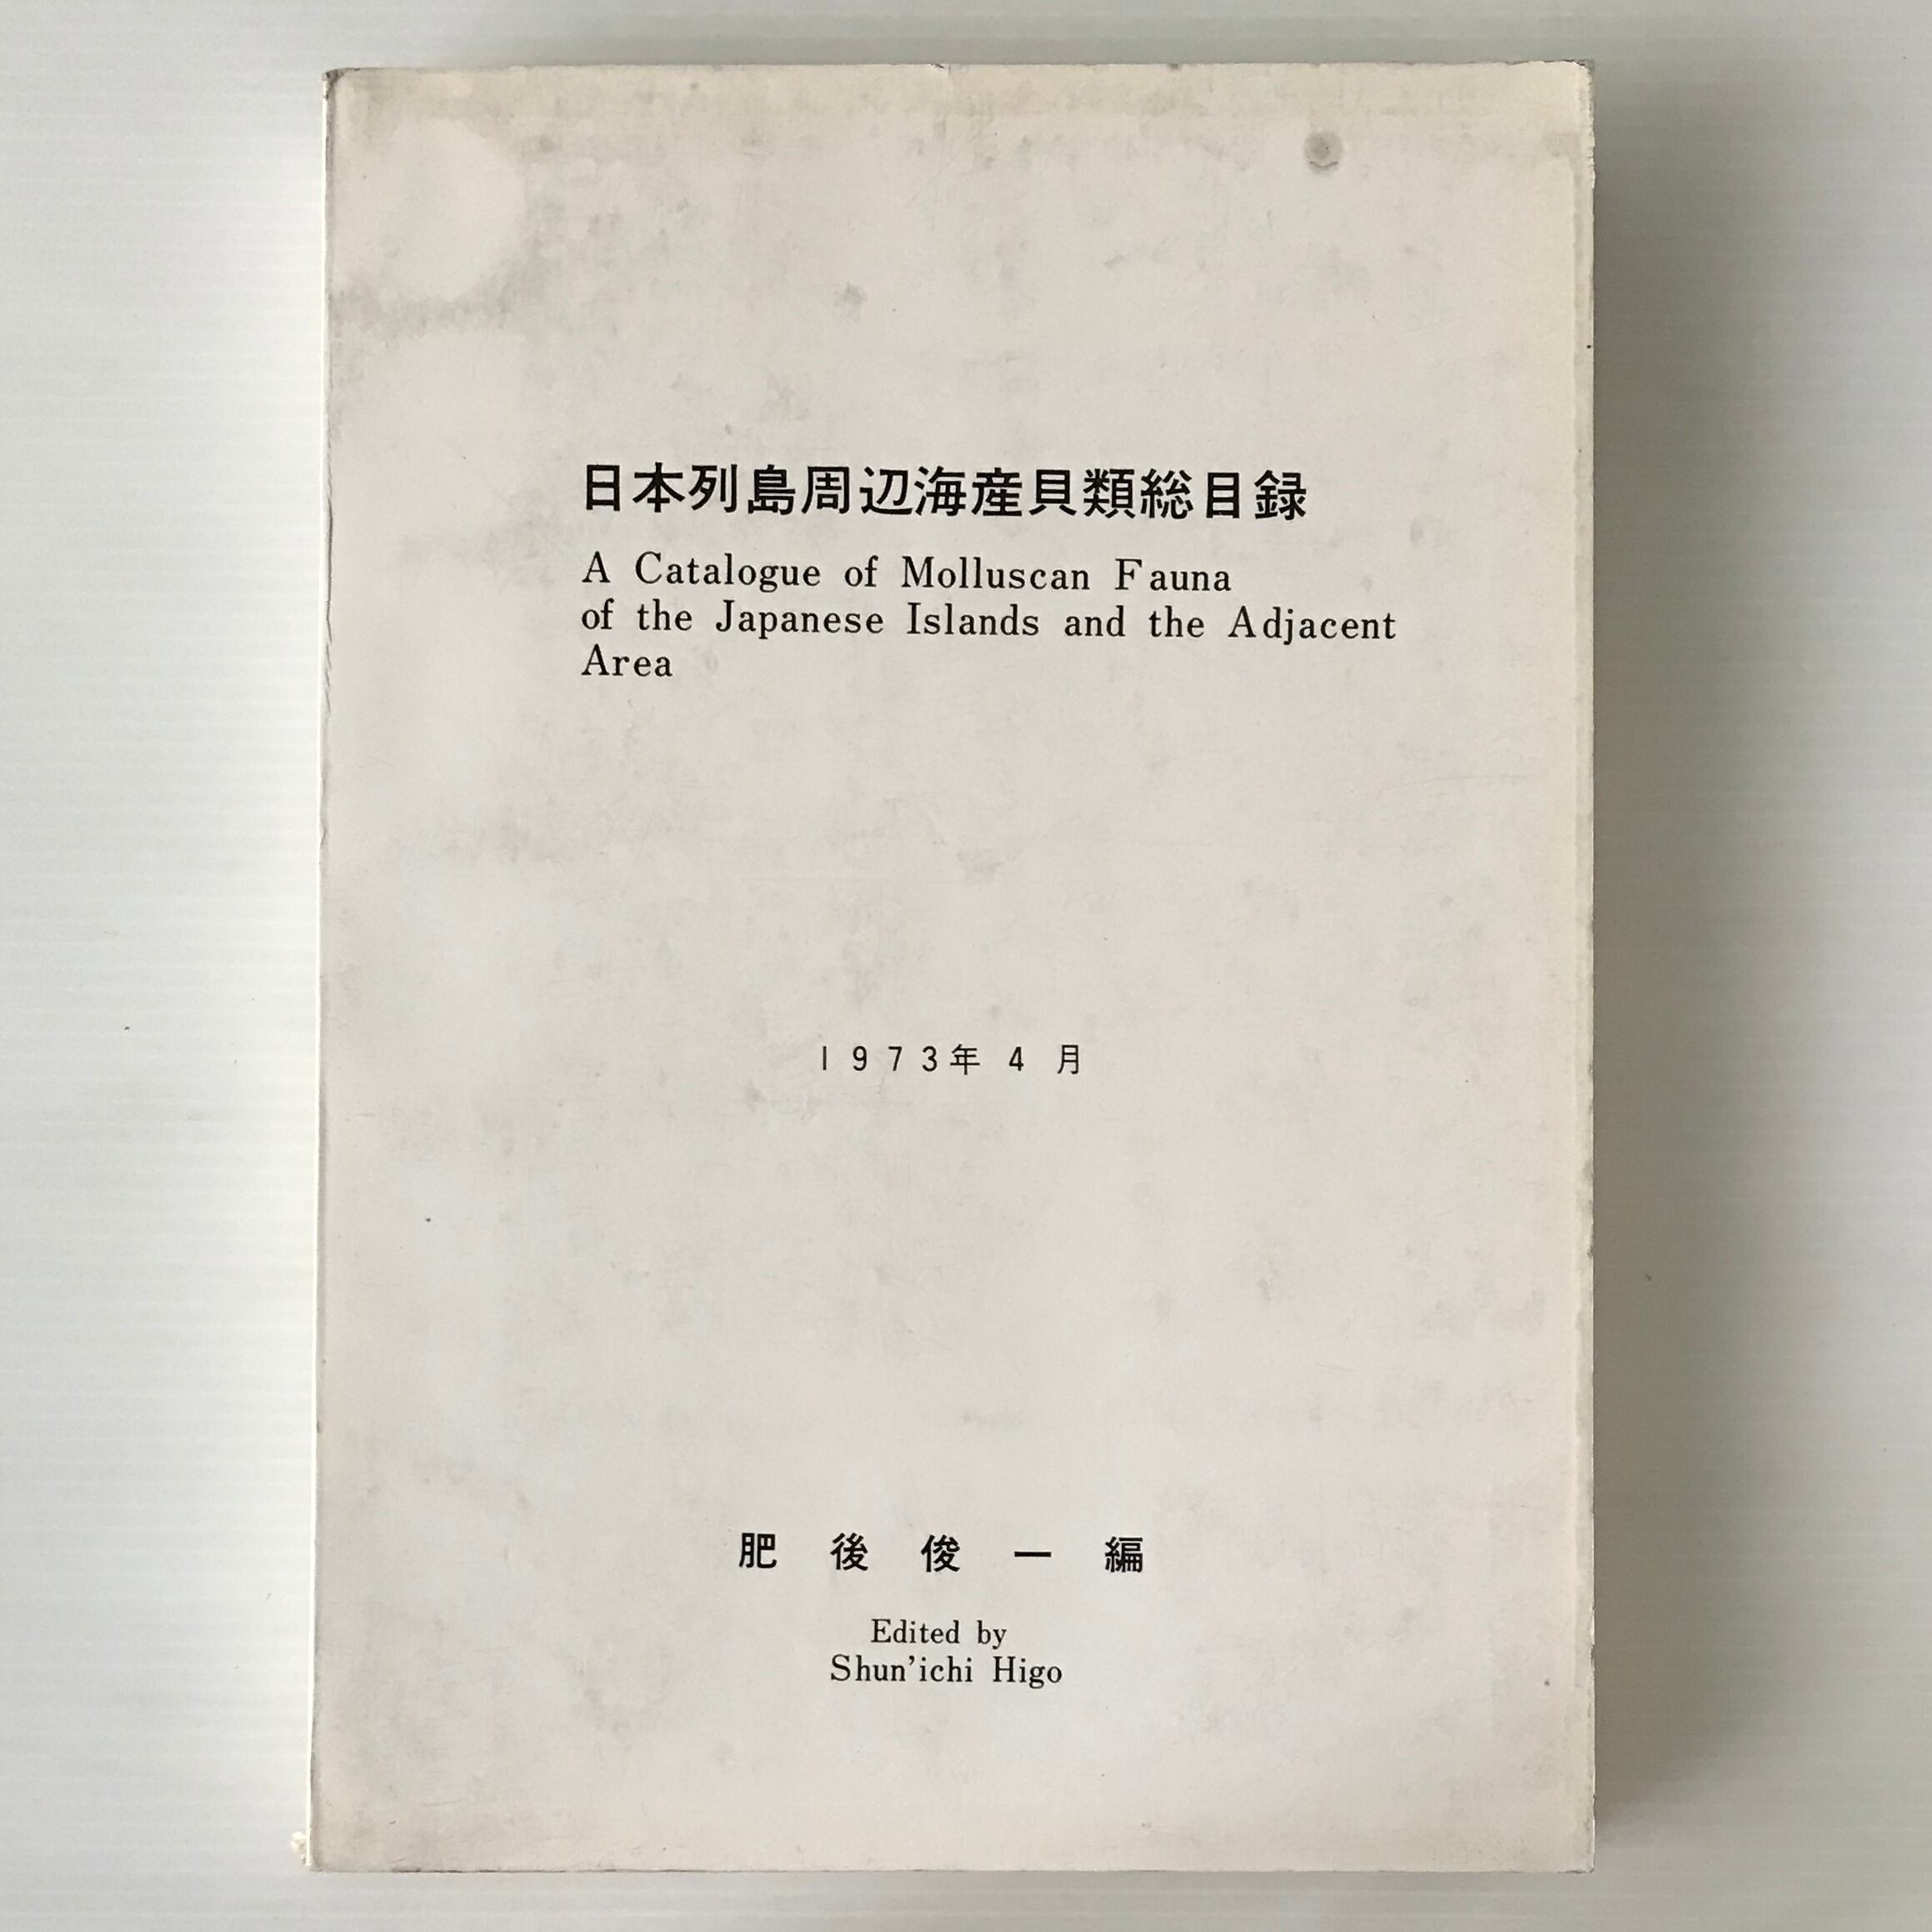 日本列島周辺海産貝類総目録
A Catalogue of Molluscan Fauna
of the Japanese Islands and the Adjacent
Area
1973年4月
肥後俊一編
Edited by
Shun'ichi Higo